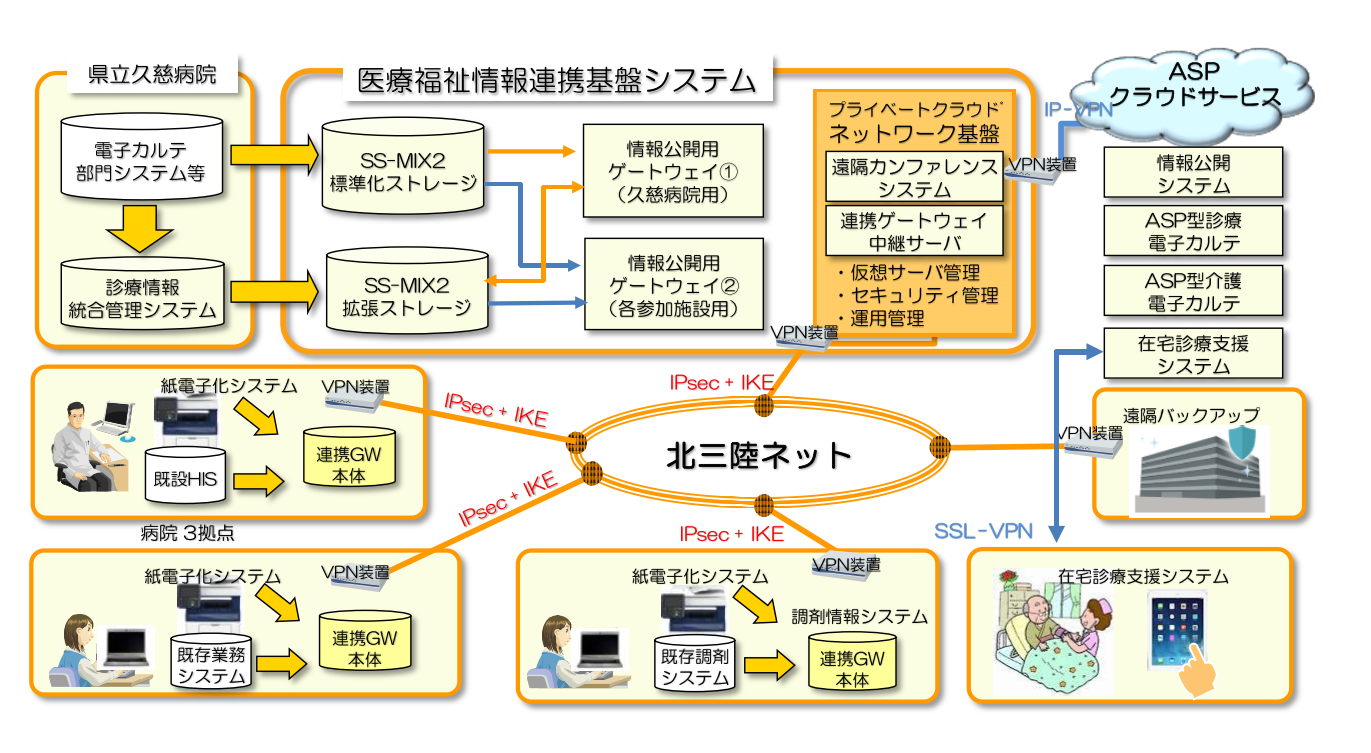 県立久慈病院
電子カルテ
部門システム等
診療情報
統合管理システム
医療福祉情報連携基盤システム
SS-MIX2
標準化ストレージ
SS-MIX2
拡張ストレージ
情報公開用
ゲートウェイ①
（久慈病院用）
情報公開用
ゲートウェイ②
（各参加施設用）
プライベートクラウド
ネットワーク基盤
遠隔カンファレンス
システム
連携ゲートウェイ
中継サーバ
・仮想サーバ管理
・セキュリティ管理
・運用管理
VPN装置
VPN装置
IP-VPN
ASP
クラウドサービス
情報公開
システム
ASP型診療
電子カルテ
ASP型介護
電子カルテ
在宅診療支援
システム
紙電子化システム
VPN装置
既設HIS
連携GW
本体
IPsec + IKE
IPsec + IKE
北三陸ネット
遠隔バックアップ
VPN装置
病院 3拠点
IPsec + IKE
IPsec + IKE
SSL-VPN
紙電子化システム
VPN装置
既存業務
システム
連携GW
本体
紙電子化システム
VPN装置
調剤情報システム
既存調剤
システム
連携GW
本体
在宅診療支援システム